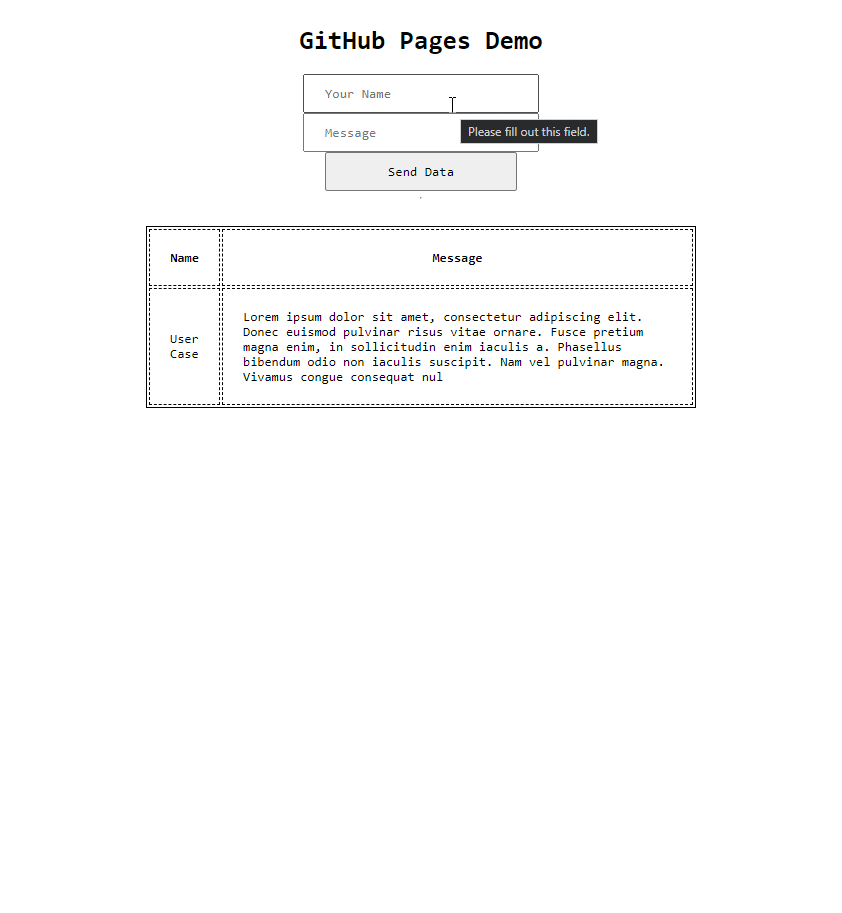 GitHub Pages Demo
Your Name
Message
Please fill out this field.
Send Data
Name
Message
User
Case
Lorem ipsum dolor sit amet, consectetur adipiscing elit.
Donec euismod pulvinar risus vitae ornare. Fusce pretium
magna enim, in sollicitudin enim iaculis a. Phasellus
bibendum odio non iaculis suscipit. Nam vel pulvinar magna.
Vivamus congue consequat nul